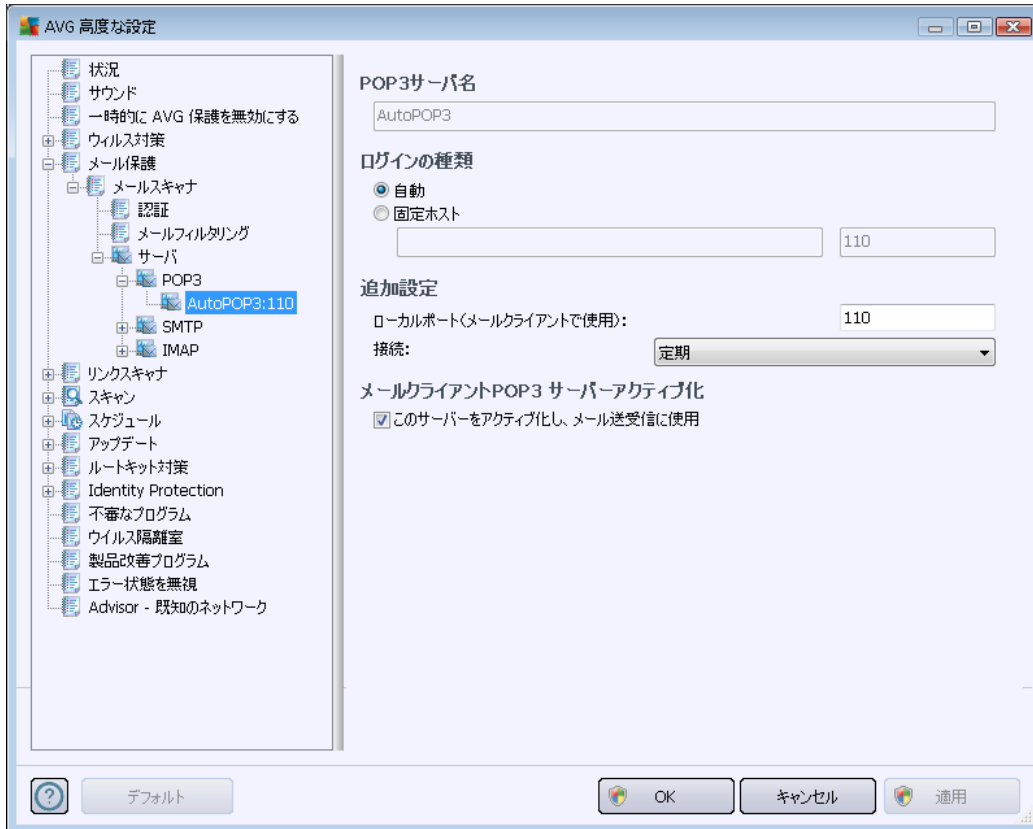 AVG 高度な設定
状況
サウンド
一時的に AVG 保護を無効にする
ウィルス対策
メール保護
メールスキャナ
認証
メールフィルタリング
サーバ
POP3
AutoPOP3:110
SMTP
IMAP
リンクスキャナ
スキャン
スケジュール
アップデート
ルートキット対策
Identity Protection
不審なプログラム
ウイルス隔離室
製品改善プログラム
エラー状態を無視
Advisor - 既知のネットワーク
POP3サーバ名
AutoPOP3
ログインの種類
自動
固定ホスト
110
追加設定
ローカルポート(メールクライアントで使用): 110
接続: 定期
メールクライアントPOP3 サーバーアクティブ化
このサーバーをアクティブ化し、メール送受信に使用
デフォルト OK キャンセル 適用